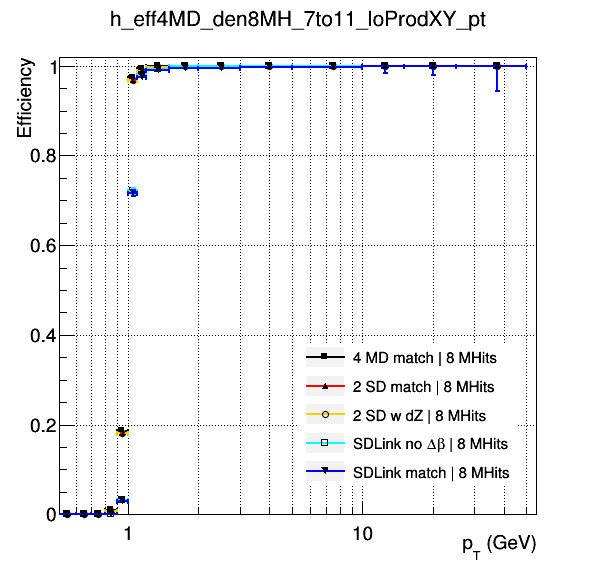 h_eff4MD_den8MH_7to11_loProdXY_pt
Efficiency
1
0.8
0.6
0.4
0.2
0
4 MD match | 8 MHits
2 SD match | 8 MHits
2 SD w dZ | 8 MHits
SDLink no Δβ | 8 MHits
SDLink match | 8 MHits
1 10
p_T (GeV)